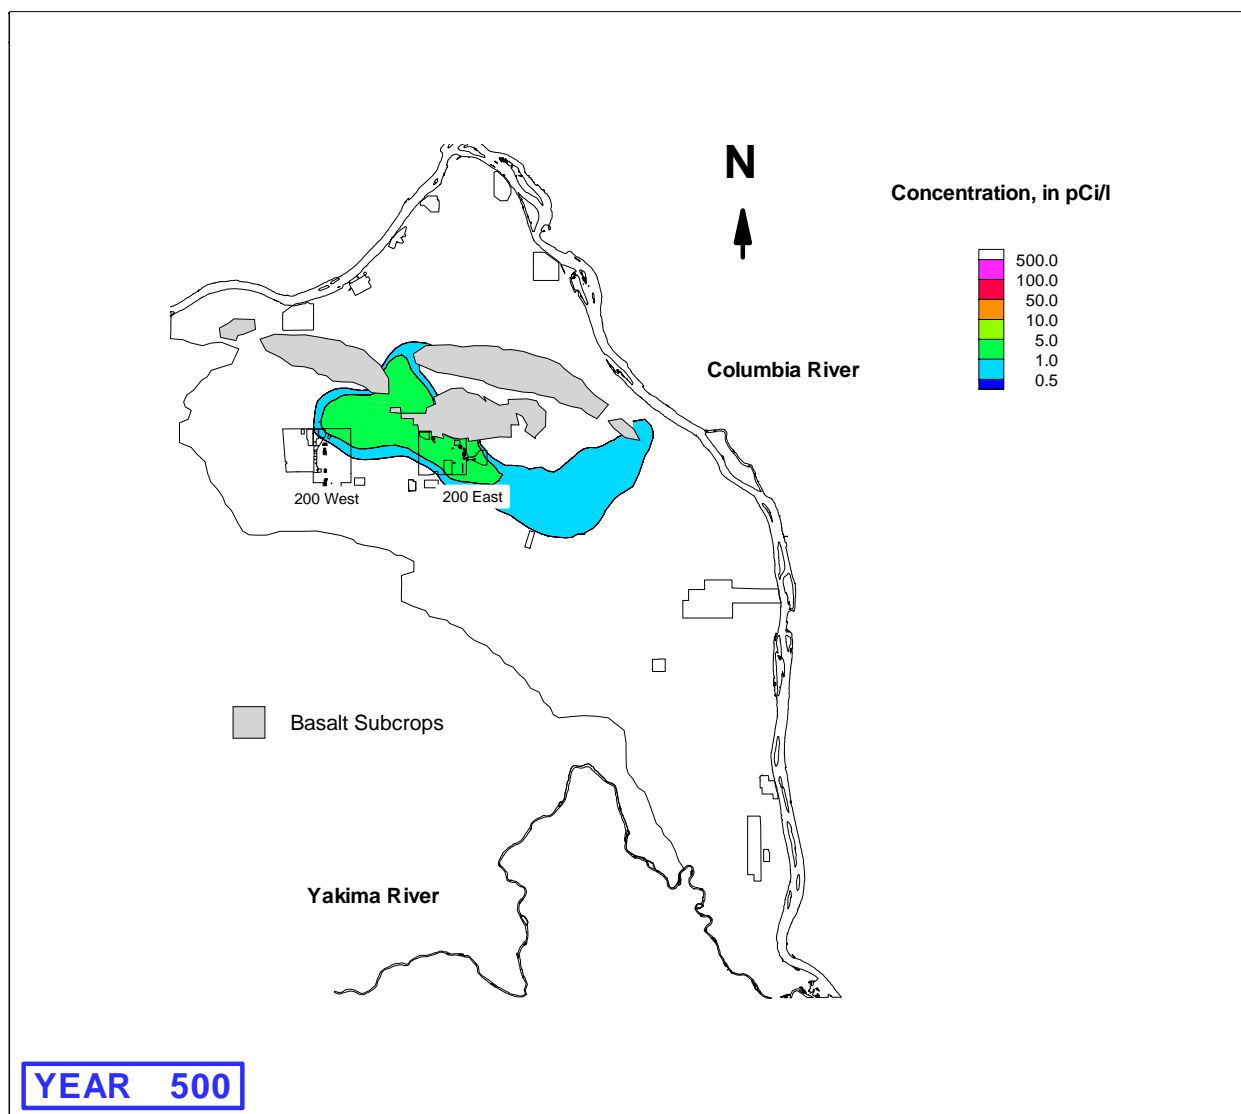 N
Concentration, in pCi/l
500.0
100.0
50.0
10.0
5.0
1.0
0.5
Columbia River
200 West
200 East
Basalt Subcrops
Yakima River
YEAR 500